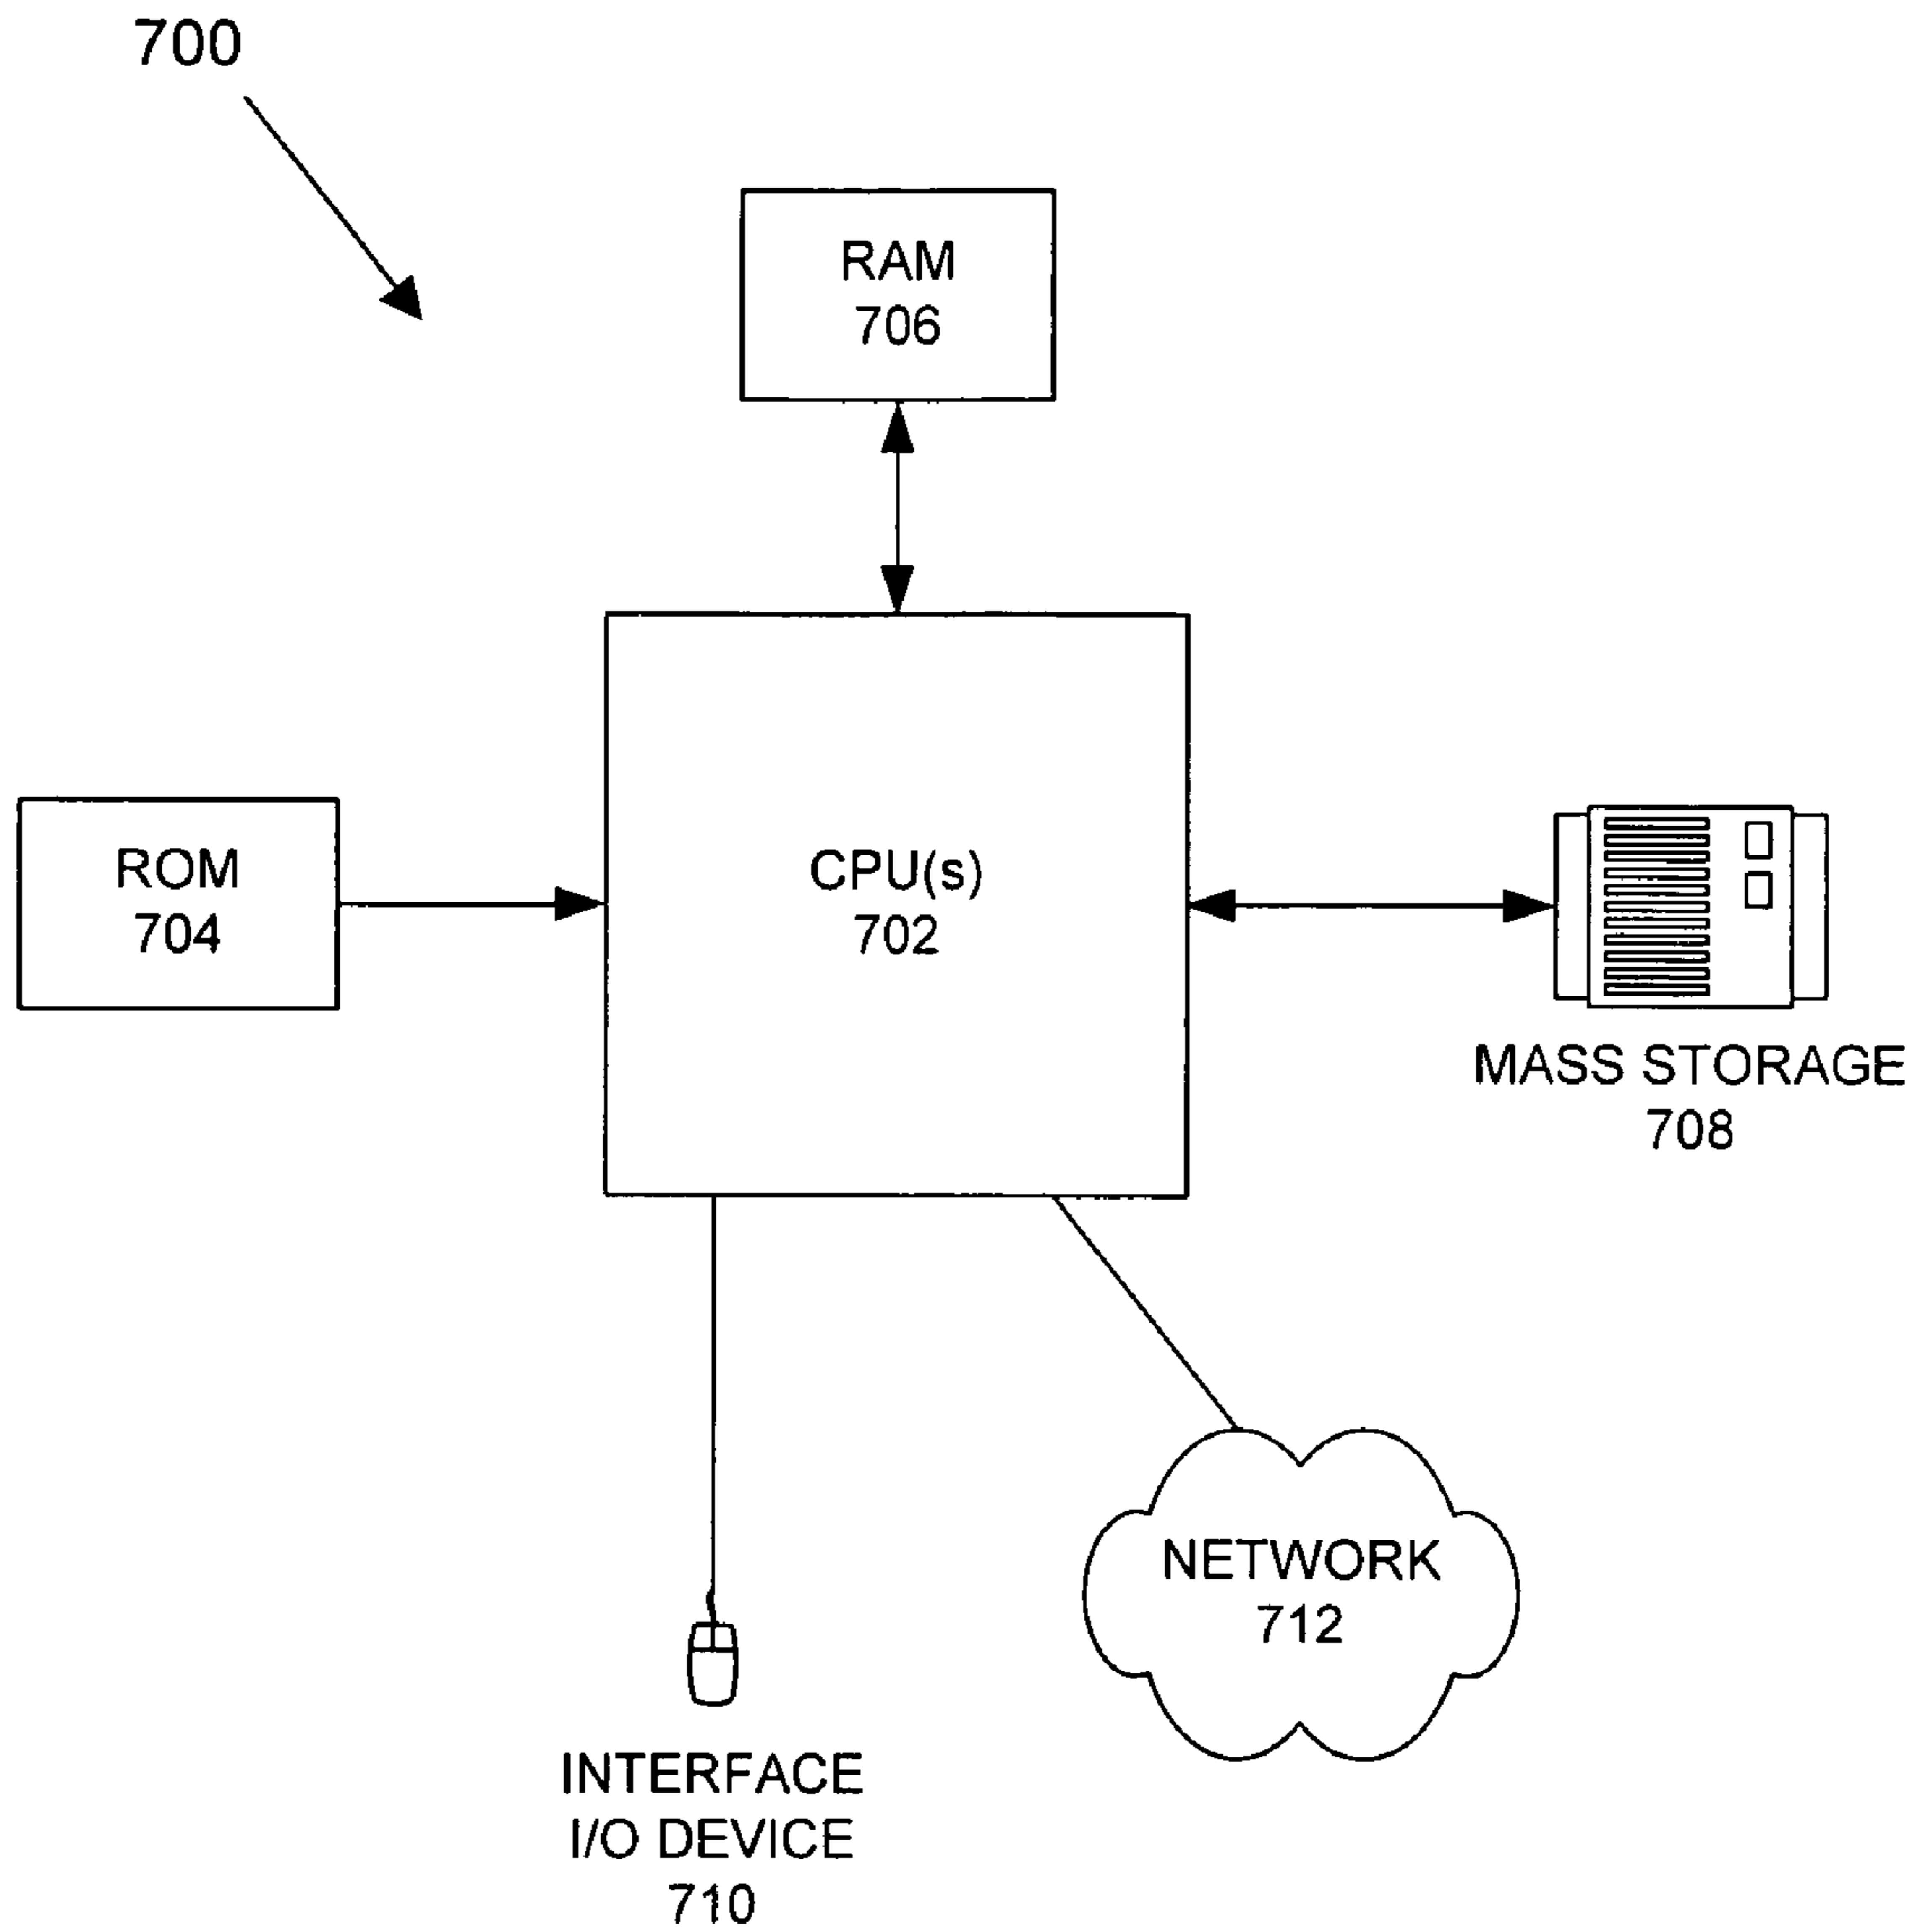 700
RAM
706
ROM
704
CPU(s)
702
MASS STORAGE
708
NETWORK
712
INTERFACE
I/O DEVICE
710